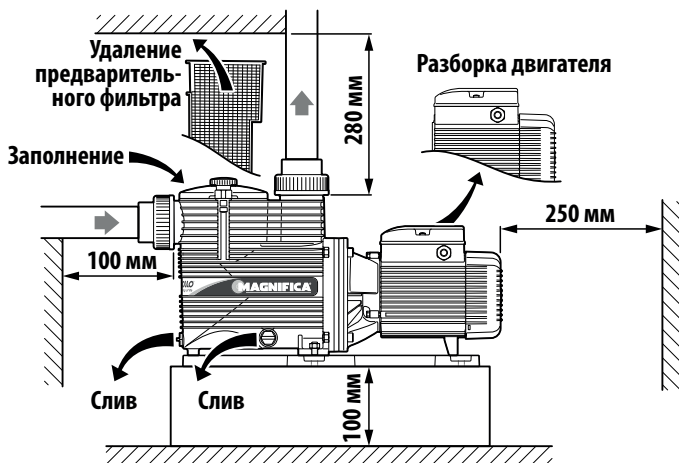 Удаление
предваритель-
ного фильтра
Разборка двигателя
280 мм
Заполнение
250 мм
100 мм
MAGNIFICA
Слив
Слив
100 мм